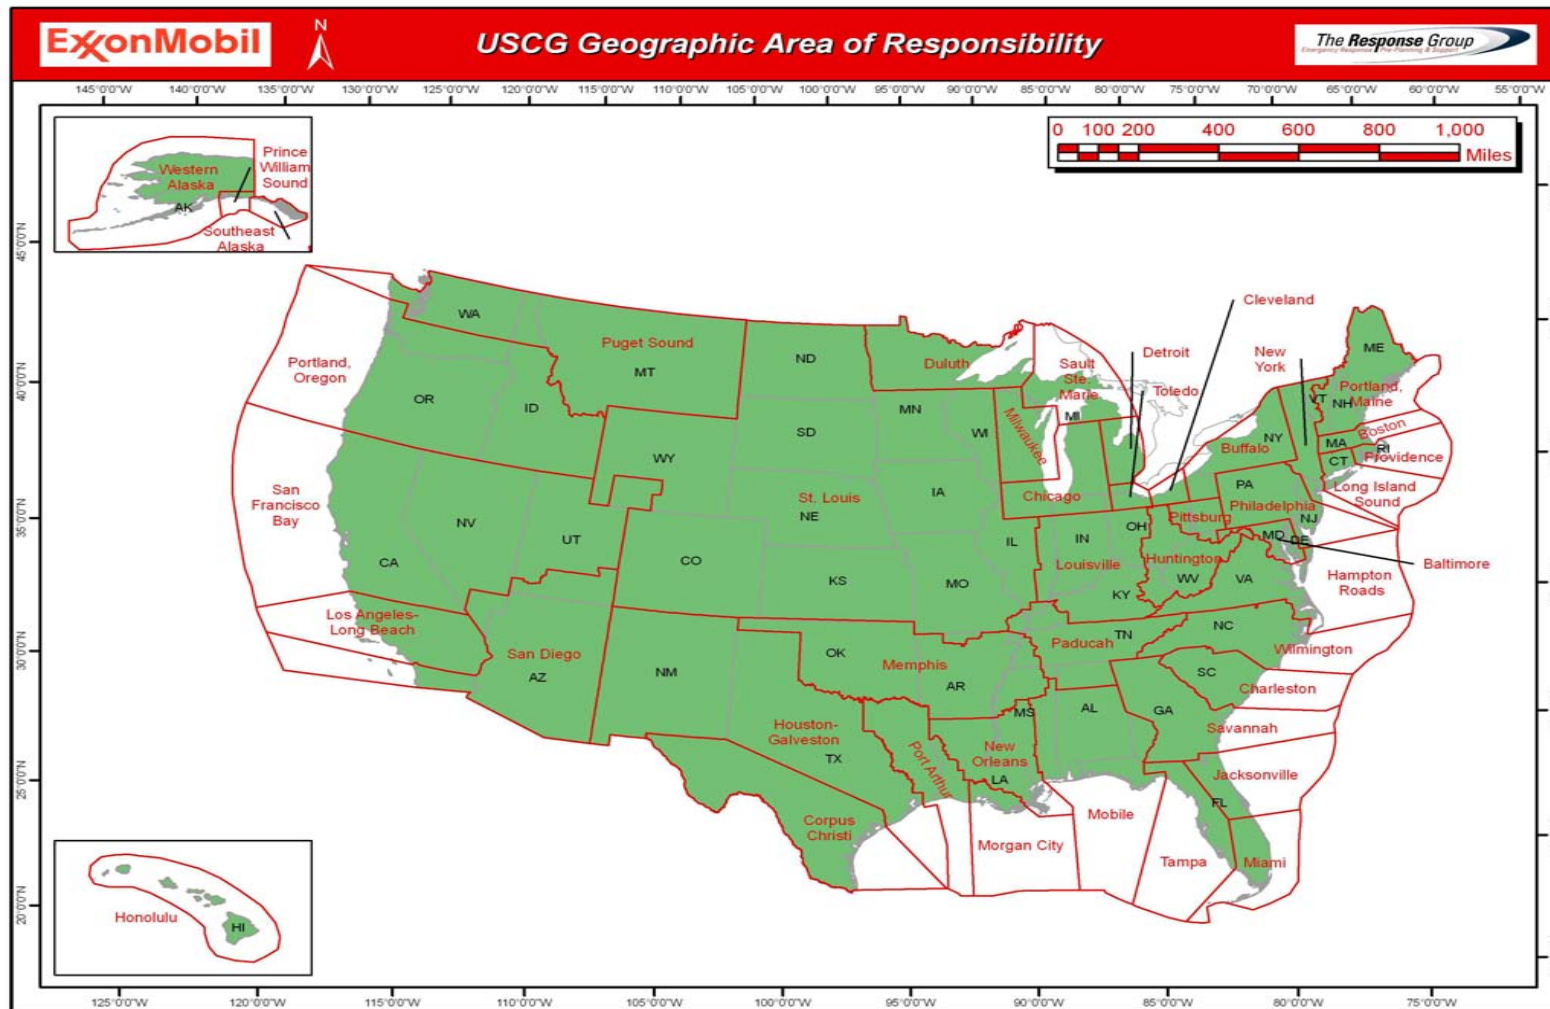 ExxonMobil
N
USCG Geographic Area of Responsibility
The Response Group
Emergency Response Pre-Planning & Support
145°0'0"W 140°0'0"W 135°0'0"W 130°0'0"W 125°0'0"W 120°0'0"W 115°0'0"W 110°0'0"W 105°0'0"W 100°0'0"W 95°0'0"W 90°0'0"W 85°0'0"W 80°0'0"W 75°0'0"W 70°0'0"W 65°0'0"W 60°0'0"W 55°0'0"W
0 100 200 400 600 800 1,000
Miles
Prince
William
Sound
Western
Alaska
AK
Southeast
Alaska
45°0'0"N
40°0'0"N
35°0'0"N
30°0'0"N
25°0'0"N
20°0'0"N
Cleveland
Detroit
New
York
Toledo
WA
Puget Sound
MT
ND
Duluth
Sault
Ste.
Marie
ME
Portland,
Oregon
OR
ID
MN
WI
Milwaukee
MI
VT
NH
Portland,
Maine
Boston
MA
RI
CT
Providence
NY
Buffalo
SD
WY
San
Francisco
Bay
St. Louis
NE
IA
Chicago
PA
Philadelphia
Long Island
Sound
NJ
Pittsburg
NV
UT
CA
CO
IL
IN
OH
MD
DE
Louisville
Huntington
Baltimore
KS
MO
KY
WV
VA
Hampton
Roads
Los Angeles-
Long Beach
San Diego
AZ
NM
OK
Memphis
AR
Paducah
TN
NC
Wilmington
SC
Charleston
MS
AL
GA
Savannah
Houston-
Galveston
TX
Port Arthur
New
Orleans
LA
Jacksonville
FL
Corpus
Christi
Morgan City
Mobile
Tampa
Miami
Honolulu
HI
125°0'0"W 120°0'0"W 115°0'0"W 110°0'0"W 105°0'0"W 100°0'0"W 95°0'0"W 90°0'0"W 85°0'0"W 80°0'0"W 75°0'0"W